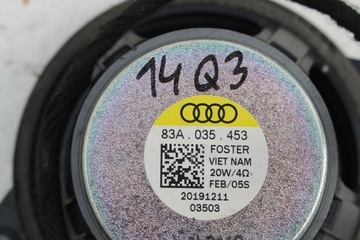 14 Q3
83A.035.453
FOSTER
VIET NAM
20W/4Ω
FEB/05S
20191211
03503